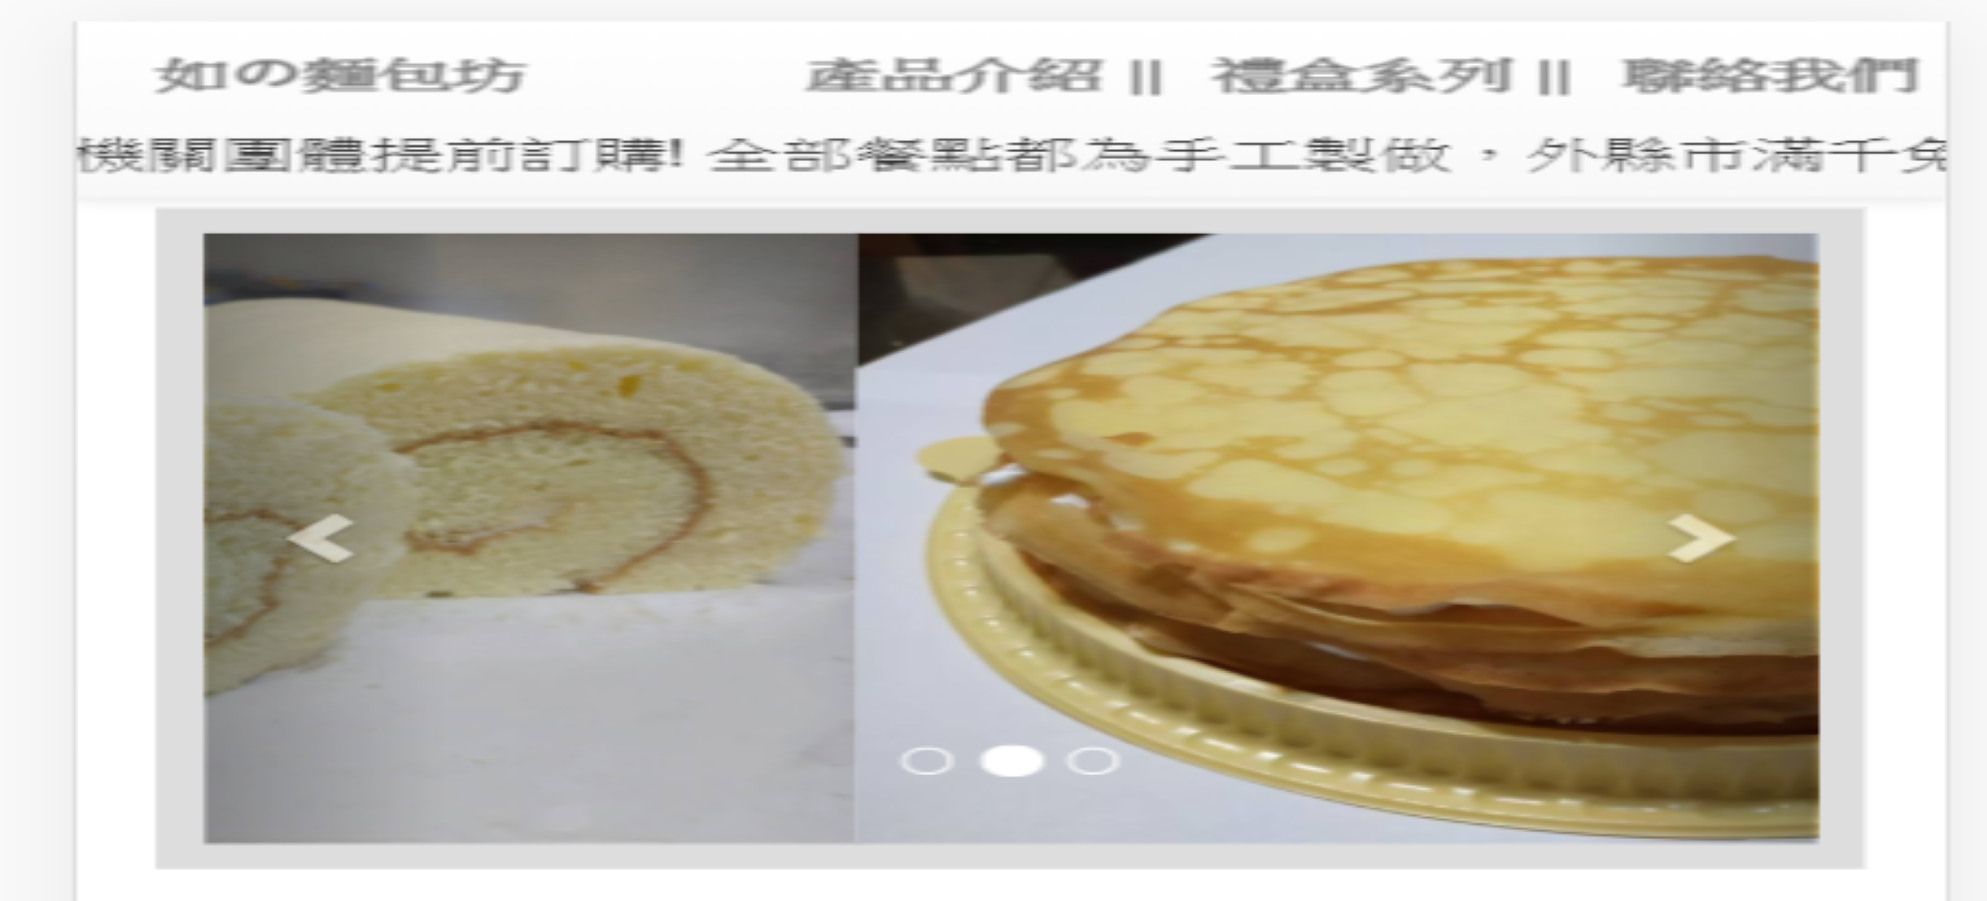 如の麵包坊 產品介紹 || 禮盒系列 || 聯絡我們
機關團體提前訂購! 全部餐點都為手工製做，外縣市滿千免